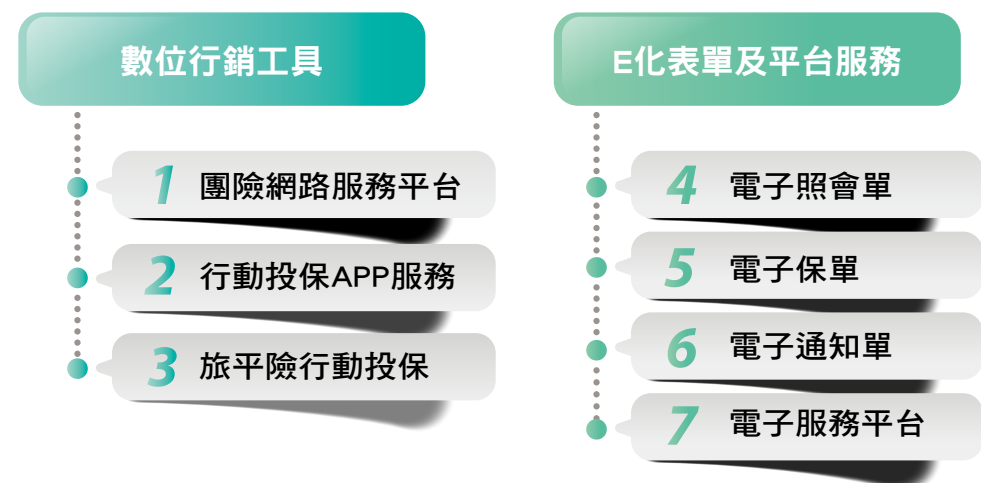 數位行銷工具
1 團險網路服務平台
2 行動投保APP服務
3 旅平險行動投保
E化表單及平台服務
4 電子照會單
5 電子保單
6 電子通知單
7 電子服務平台